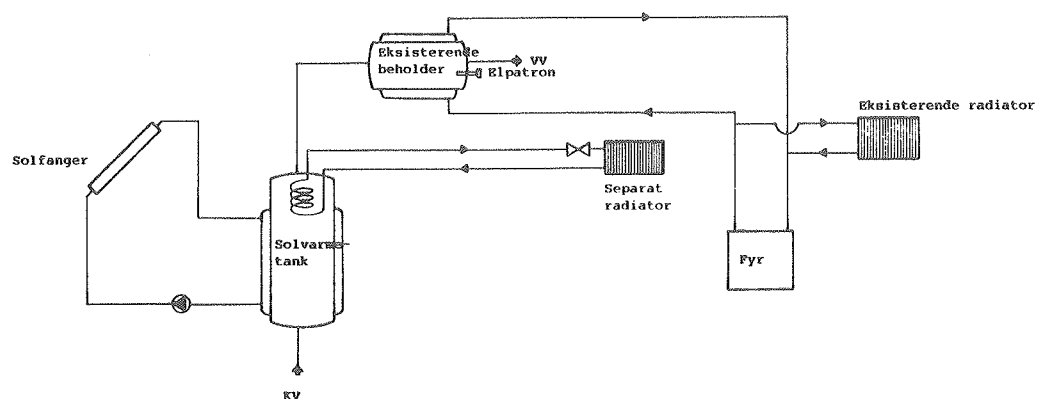 Eksisterende
beholder
VV
Elpatron
Eksisterende radiator
Solfanger
Separat
radiator
Solvarme
tank
Fyr
KV